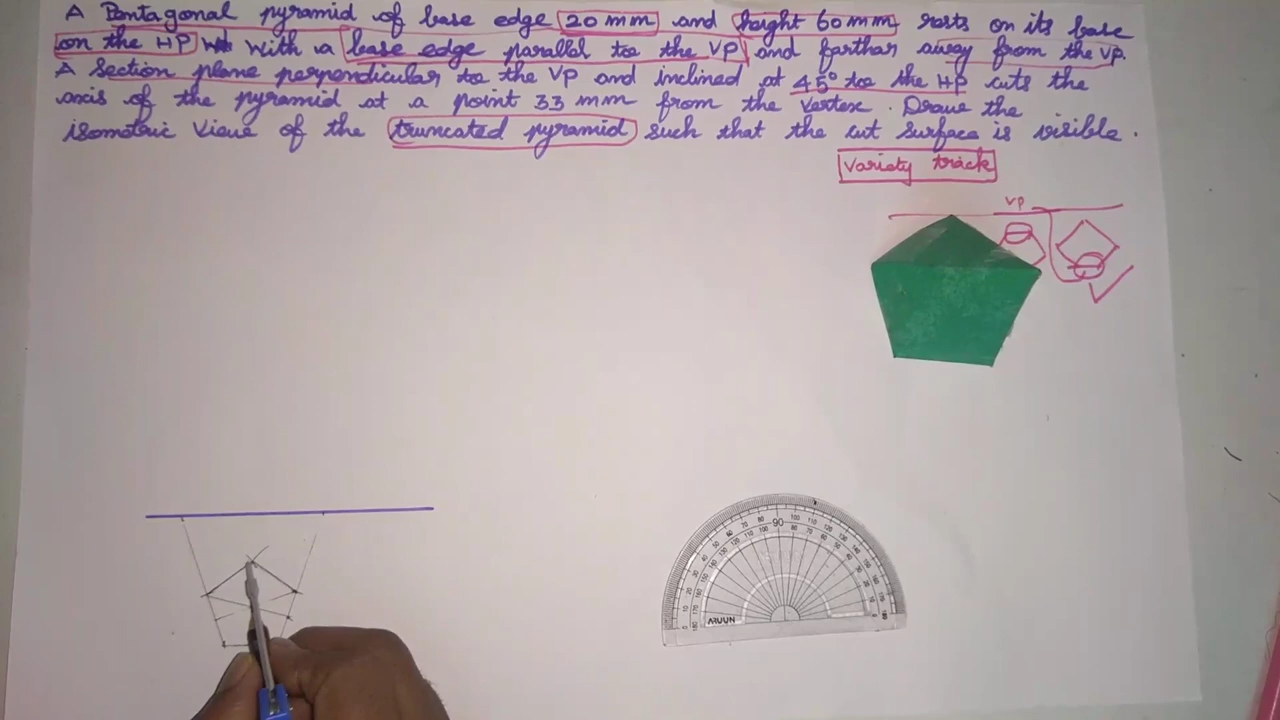 A Pentagonal pyramid of base edge 20 mm and height 60 mm rests on its base
on the HP with a base edge parallel to the VP and farther away from the VP.
A section plane perpendicular to the VP and inclined at 45° to the HP cuts the
axis of the pyramid at a point 33 mm from the vertex. Draw the
isometric view of the truncated pyramid such that the cut surface is visible.
Variety track
VP
90
ARUUN